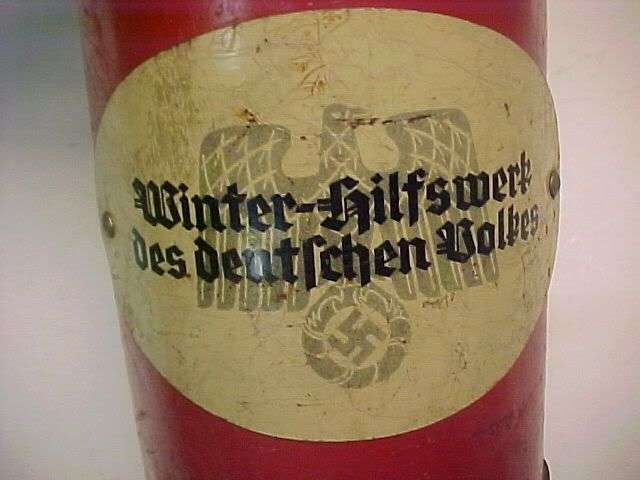 Winter-Hilfswerk
des deutſchen Volkes